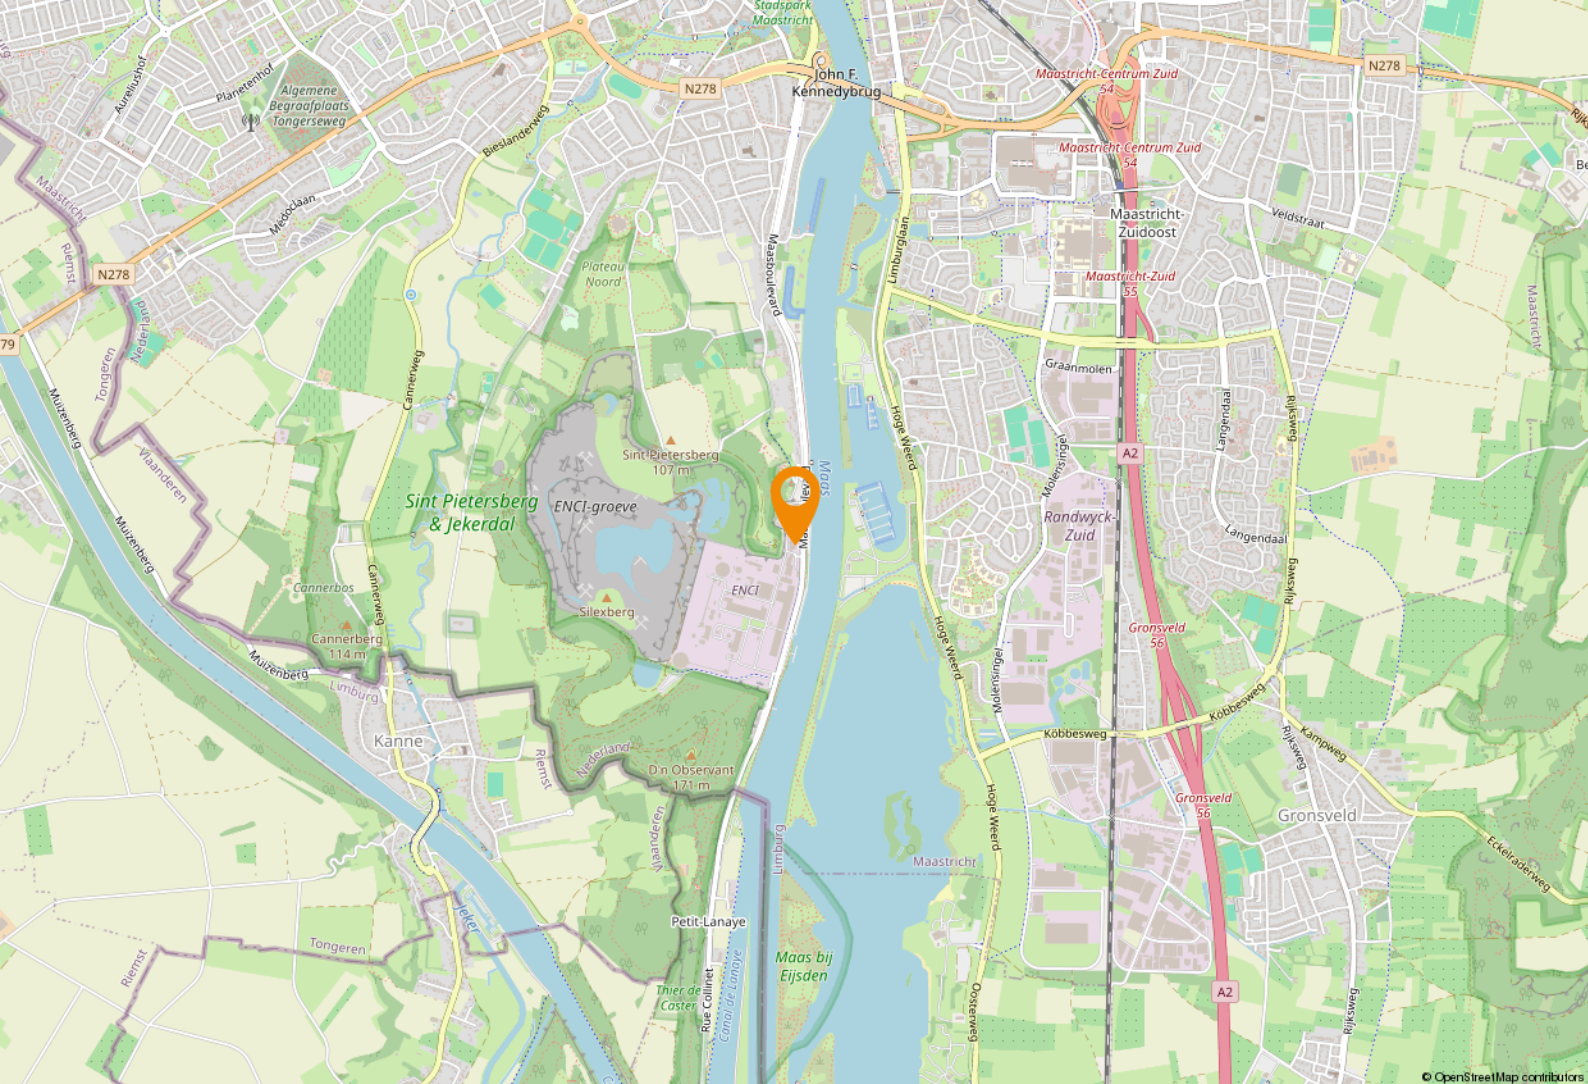 Stadspark
Maastricht
John F.
Kennedybrug
N278
N278
Maastricht-Centrum Zuid
54
Aureliushof
Planetenhof
Algemene
Begraafplaats
Tongerseweg
Bieslanderweg
Maastricht-Centrum Zuid
54
Maastricht
Riemst
Medoclaan
Maastricht-
Zuidoost
Veldstraat
N278
Plateau
Noord
Maasboulevard
Limburglaan
Maastricht-Zuid
55
Maastricht
79
Nederland
Tongeren
Muizenberg
Cannerweg
Graanmolen
Hoge Weerd
Langendaal
Rijksweg
Vlaanderen
Sint-Pietersberg
107 m
Maas
A2
Molensingel
Sint Pietersberg
& Jekerdal
ENCI-groeve
Randwyck-
Zuid
Langendaal
Muizenberg
Cannerbos
Cannerweg
ENCI
Silexberg
Rijksweg
Cannerberg
114 m
Hoge Weerd
Gronsveld
56
Muizenberg
Limburg
Molensingel
Köbbesweg
Kanne
Köbbesweg
Rijksweg
Kampweg
Riemst
Nederland
D'n Observant
171 m
Hoge Weerd
Gronsveld
56
Gronsveld
Vlaanderen
Limburg
Maastricht
Eckelraderweg
Petit-Lanaye
Jeker
Tongeren
Riemst
Maas bij
Eijsden
Thier de
Caster
Rue Collinet
Canal de Lanaye
Oosterweg
A2
Rijksweg
© OpenStreetMap contributors